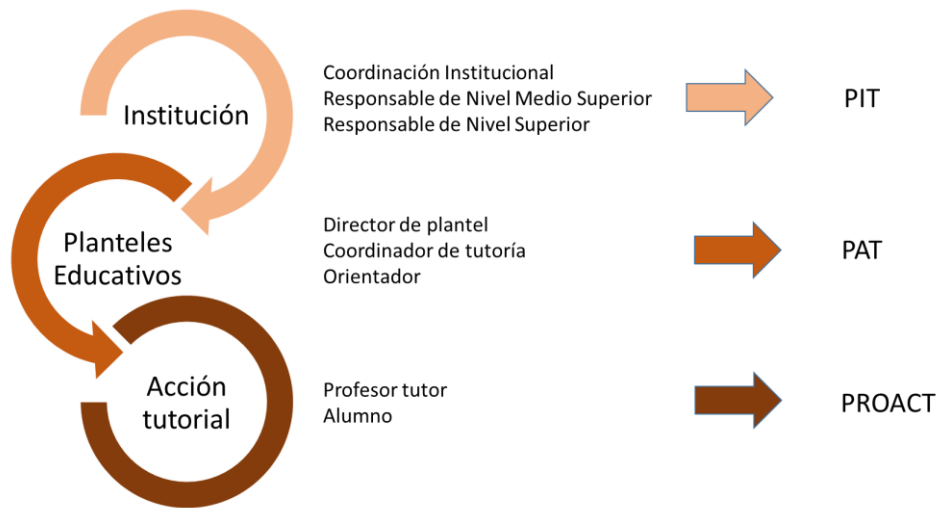 Institución
Coordinación Institucional
Responsable de Nivel Medio Superior
Responsable de Nivel Superior
PIT
Planteles
Educativos
Director de plantel
Coordinador de tutoría
Orientador
PAT
Acción
tutorial
Profesor tutor
Alumno
PROACT